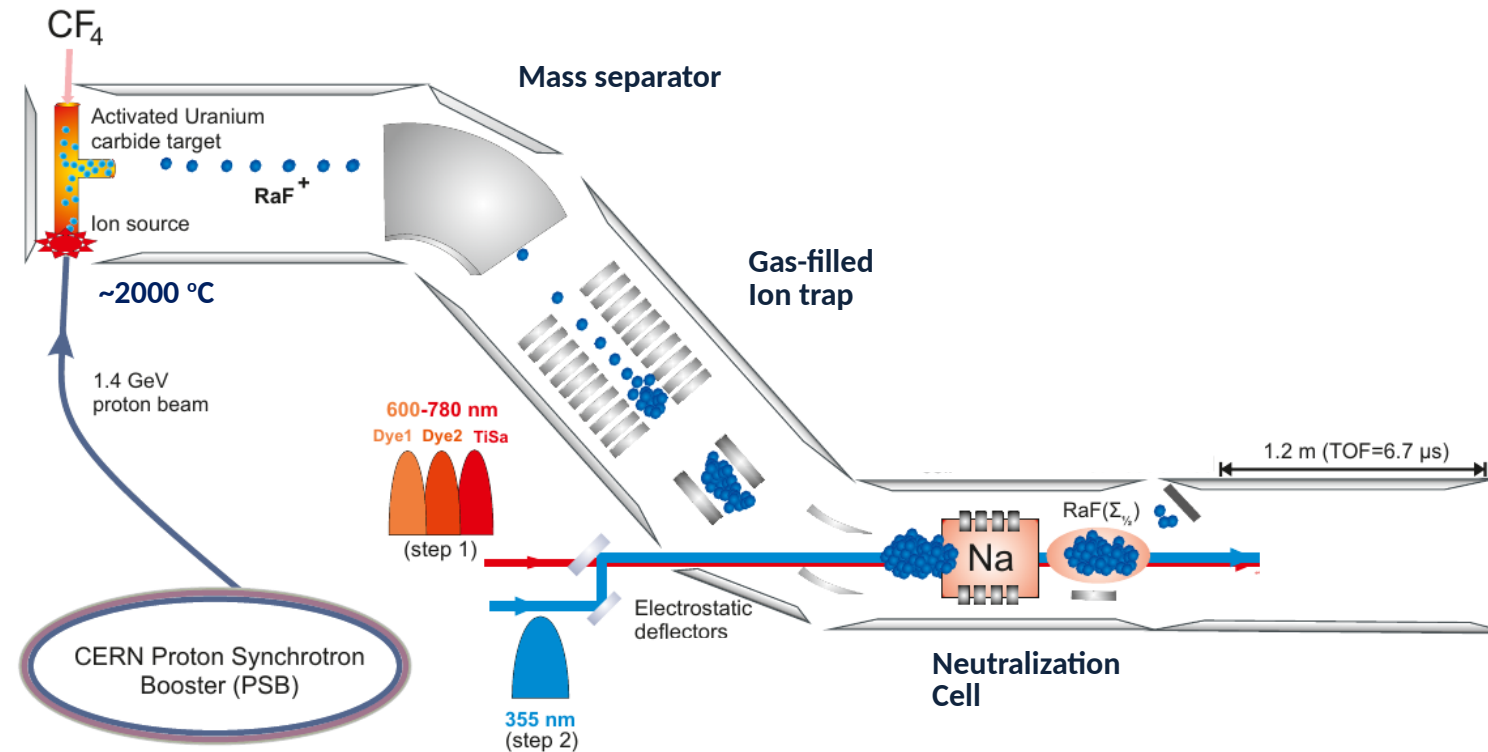 CF₄
Mass separator
Activated Uranium
carbide target
RaF⁺
Ion source
~2000 °C
Gas-filled
Ion trap
1.4 GeV
proton beam
600-780 nm
Dye1 Dye2 TiSa
(step 1)
1.2 m (TOF=6.7 µs)
RaF(Σ½)
Na
Electrostatic
deflectors
CERN Proton Synchrotron
Booster (PSB)
Neutralization
Cell
355 nm
(step 2)